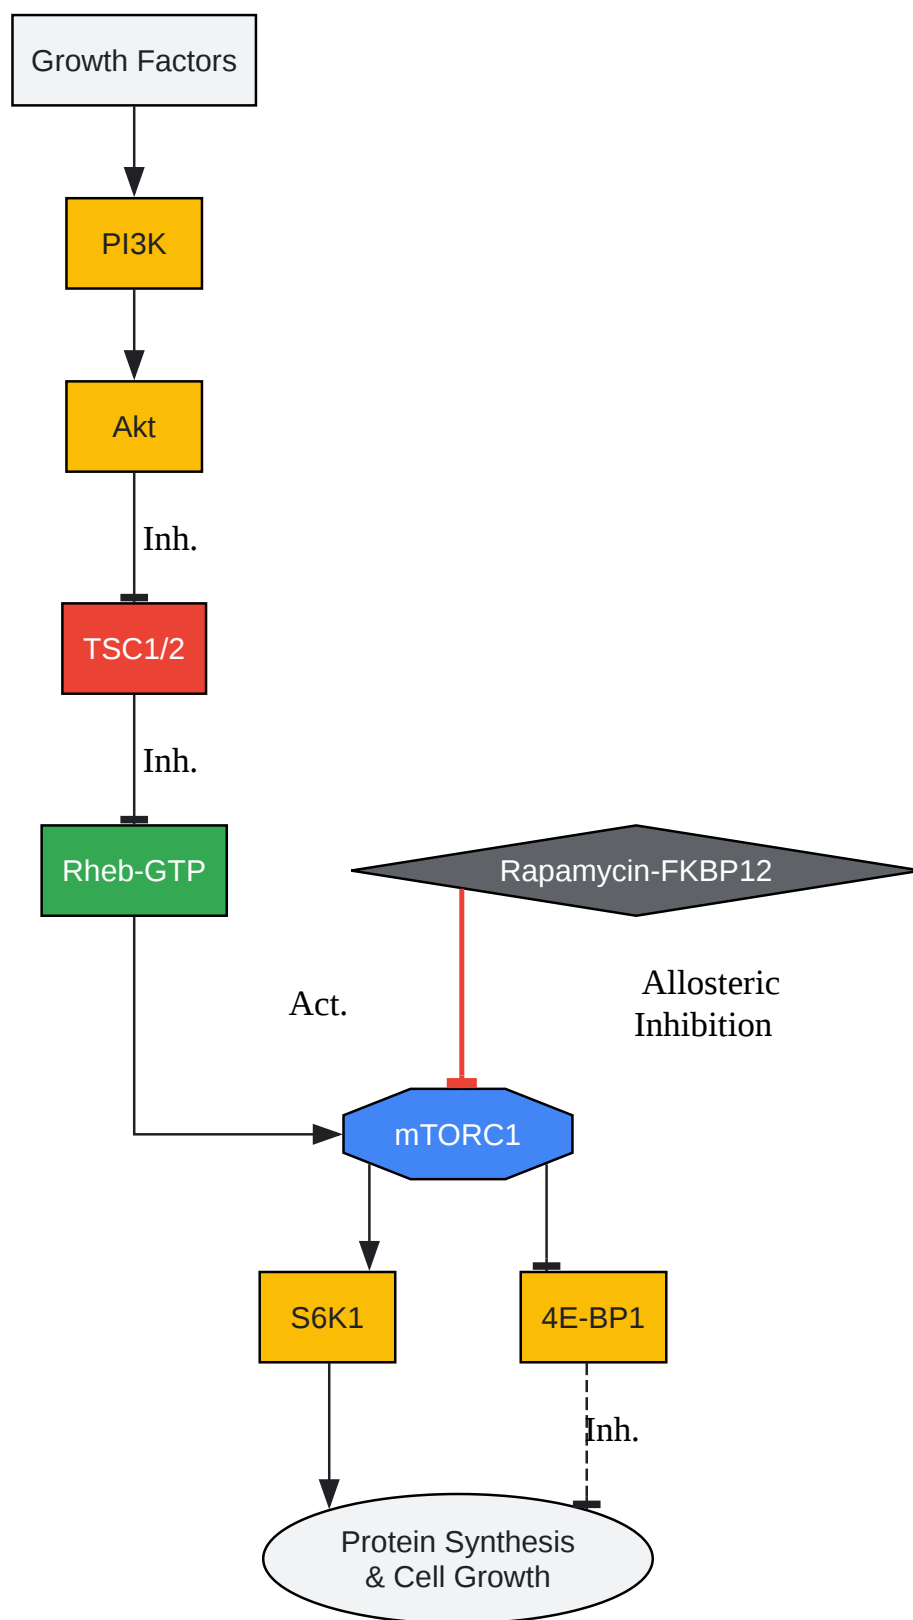 Growth Factors
PI3K
Akt
Inh.
TSC1/2
Inh.
Rheb-GTP
Rapamycin-FKBP12
Act.
Allosteric
Inhibition
mTORC1
S6K1
4E-BP1
Inh.
Protein Synthesis
& Cell Growth